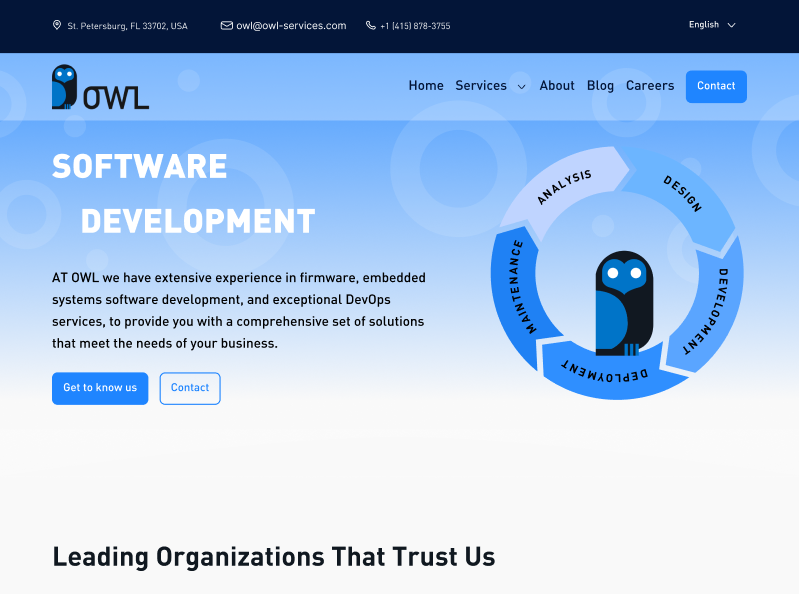 St. Petersburg, FL 33702, USA
owl@owl-services.com
+1 (415) 878-3755
English
OWL
Home
Services
About
Blog
Careers
Contact
SOFTWARE
DEVELOPMENT
AT OWL we have extensive experience in firmware, embedded
systems software development, and exceptional DevOps
services, to provide you with a comprehensive set of solutions
that meet the needs of your business.
Get to know us
Contact
ANALYSIS
DESIGN
DEVELOPMENT
DEPLOYMENT
MAINTENANCE
Leading Organizations That Trust Us